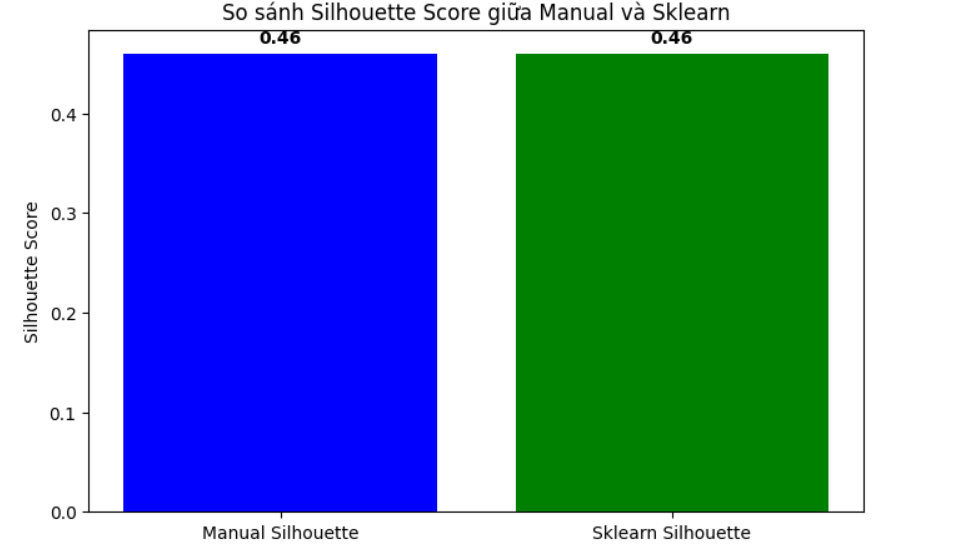 So sánh Silhouette Score giữa Manual và Sklearn
0.46 0.46
0.4
0.3
0.2
0.1
0.0
Silhouette Score
Manual Silhouette Sklearn Silhouette